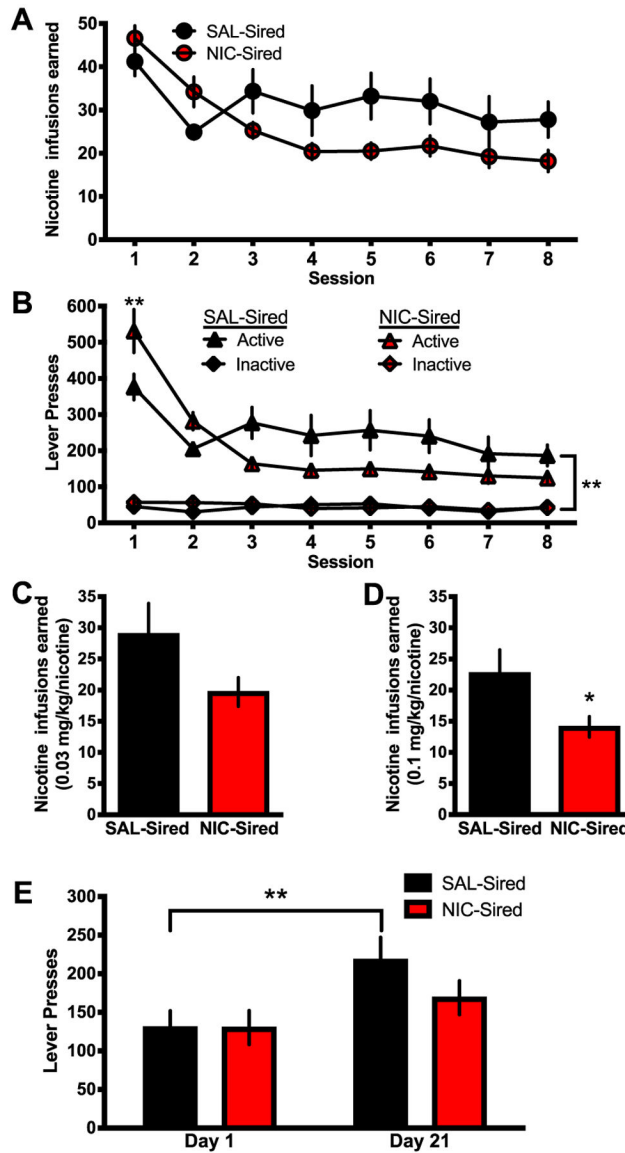 A
SAL-Sired
NIC-Sired
Nicotine infusions earned
50
40
30
20
10
0
1 2 3 4 5 6 7 8
Session
B
**
SAL-Sired NIC-Sired
Active Active
Inactive Inactive
Lever Presses
600
500
400
300
200
100
0
**
1 2 3 4 5 6 7 8
Session
C
Nicotine infusions earned
(0.03 mg/kg/nicotine)
35
30
25
20
15
10
5
0
SAL-Sired NIC-Sired
D
Nicotine infusions earned
(0.1 mg/kg/nicotine)
35
30
25
20
15
10
5
0
*
SAL-Sired NIC-Sired
E
SAL-Sired
NIC-Sired
**
Lever Presses
300
250
200
150
100
50
0
Day 1 Day 21